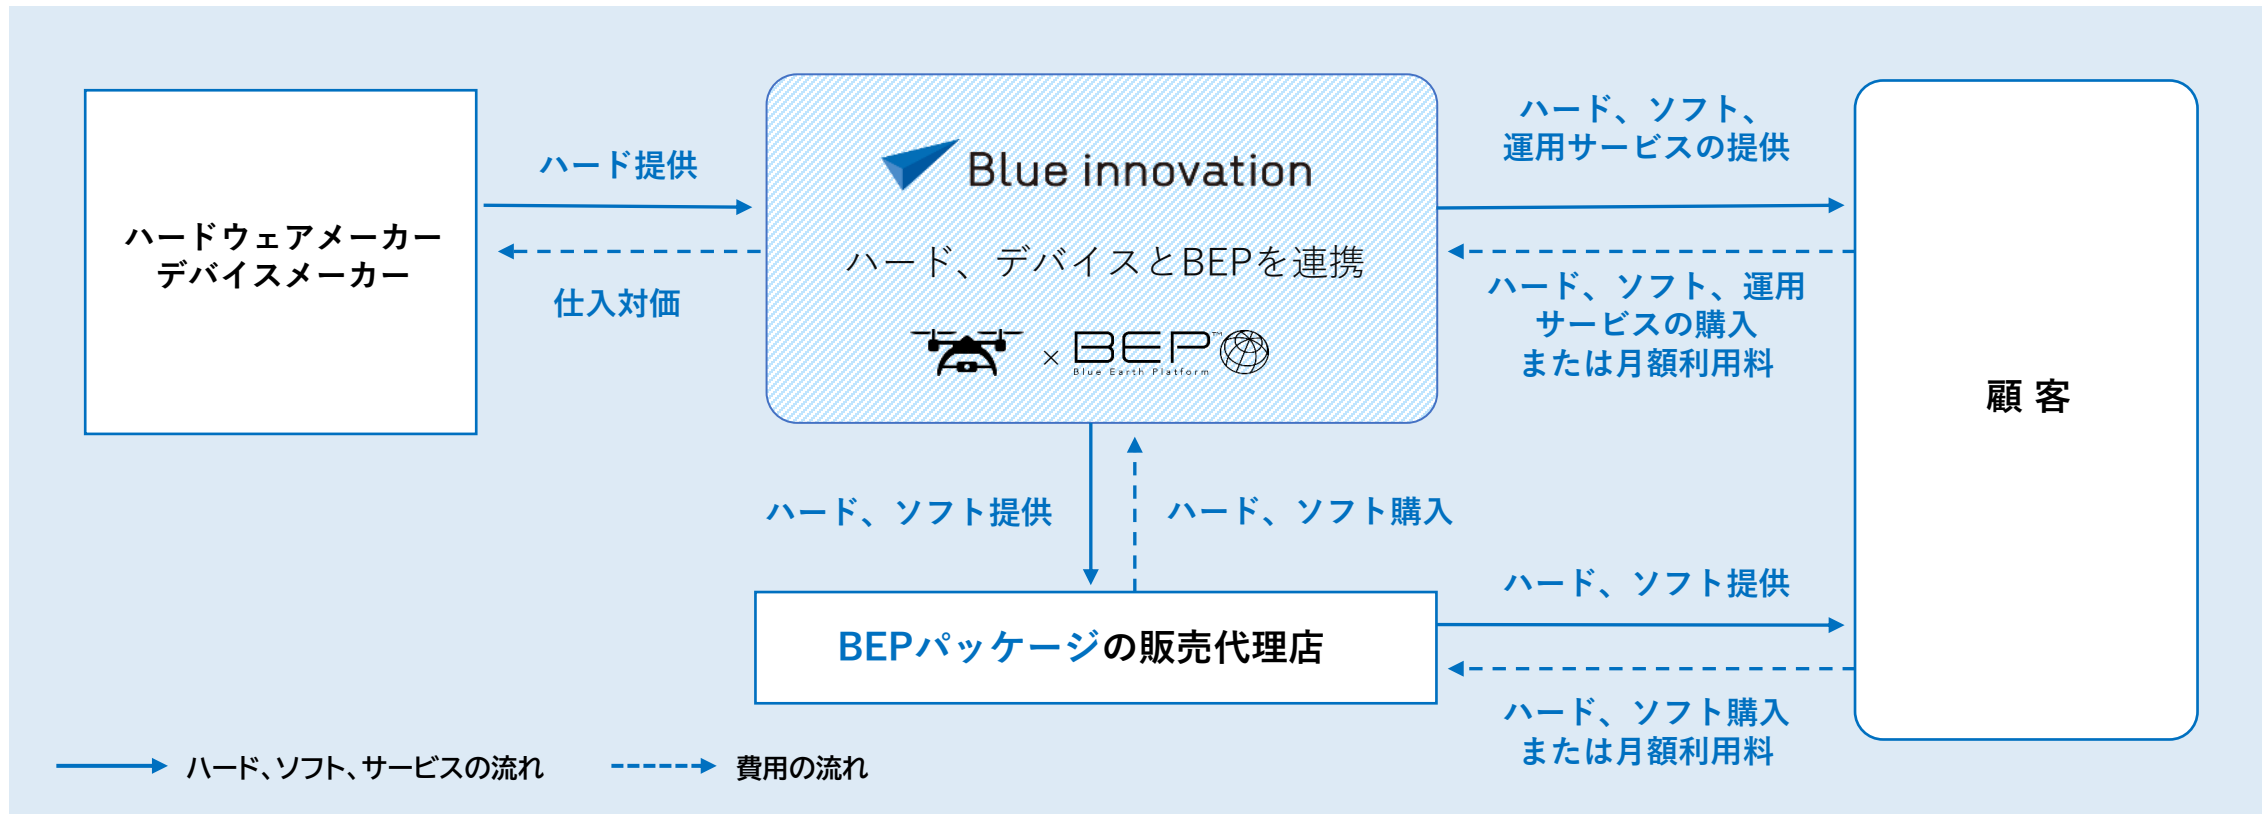 ハードウェアメーカー
デバイスメーカー
ハード提供
仕入対価
Blue innovation
ハード、デバイスとBEPを連携
× BEP™
Blue Earth Platform
ハード、ソフト、
運用サービスの提供
ハード、ソフト、運用
サービスの購入
または月額利用料
顧 客
ハード、ソフト提供
ハード、ソフト購入
BEPパッケージの販売代理店
ハード、ソフト提供
ハード、ソフト購入
または月額利用料
ハード、ソフト、サービスの流れ
費用の流れ